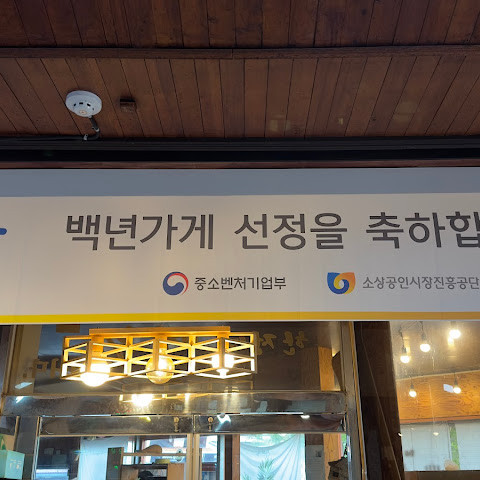 백년가게 선정을 축하합
중소벤처기업부 소상공인시장진흥공단